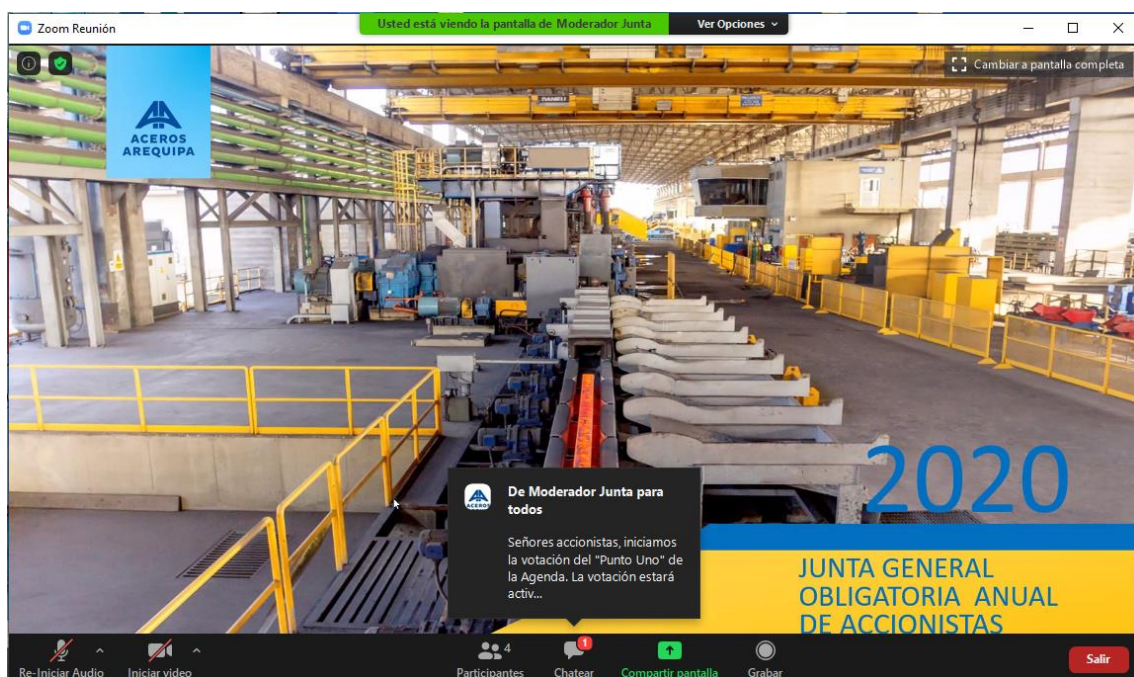 Zoom Reunión
Usted está viendo la pantalla de Moderador Junta
Ver Opciones
Cambiar a pantalla completa
ACEROS
AREQUIPA
DANIELI
2020
JUNTA GENERAL
OBLIGATORIA ANUAL
DE ACCIONISTAS
ACEROS
De Moderador Junta para
todos
Señores accionistas, iniciamos
la votación del "Punto Uno" de
la Agenda. La votación estará
activ...
Re-Iniciar Audio
Iniciar video
4
Participantes
1
Chatear
Compartir pantalla
Grabar
Salir